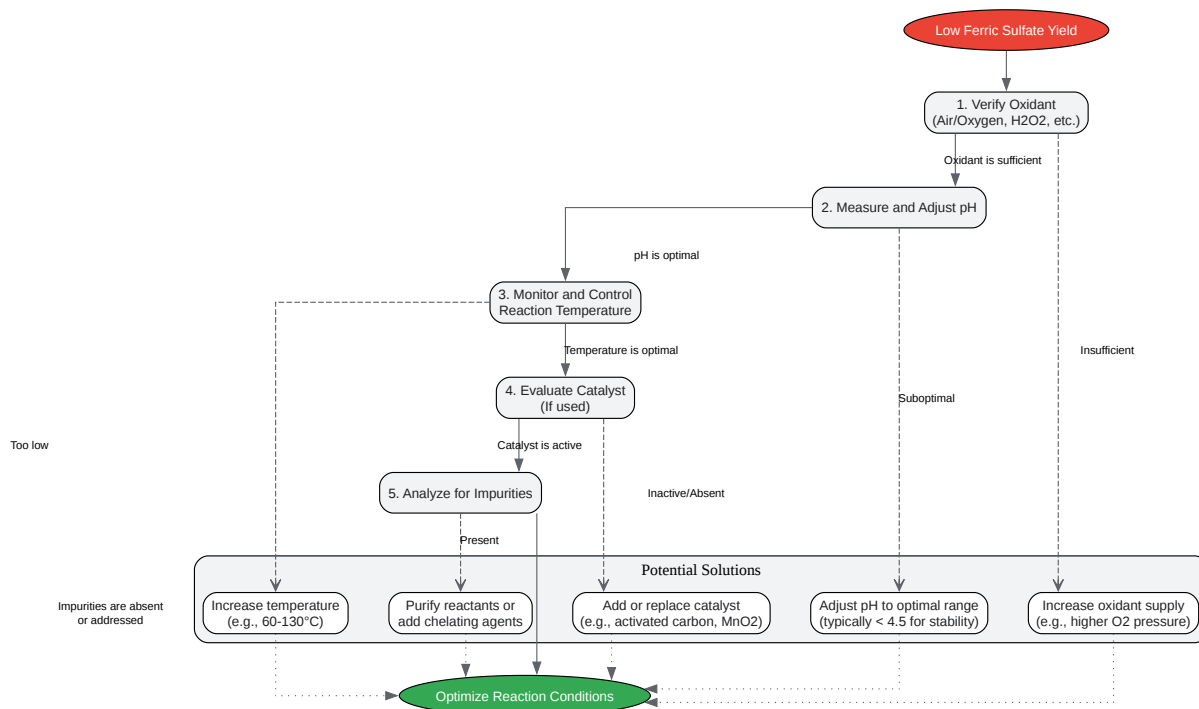 Low Ferric Sulfate Yield
1. Verify Oxidant
(Air/Oxygen, H2O2, etc.)
Oxidant is sufficient
2. Measure and Adjust pH
pH is optimal
3. Monitor and Control
Reaction Temperature
Temperature is optimal
Insufficient
4. Evaluate Catalyst
(If used)
Suboptimal
Too low
Catalyst is active
5. Analyze for Impurities
Inactive/Absent
Present
Potential Solutions
Impurities are absent
or addressed
Increase temperature
(e.g., 60-130°C)
Purify reactants or
add chelating agents
Add or replace catalyst
(e.g., activated carbon, MnO2)
Adjust pH to optimal range
(typically < 4.5 for stability)
Increase oxidant supply
(e.g., higher O2 pressure)
Optimize Reaction Conditions